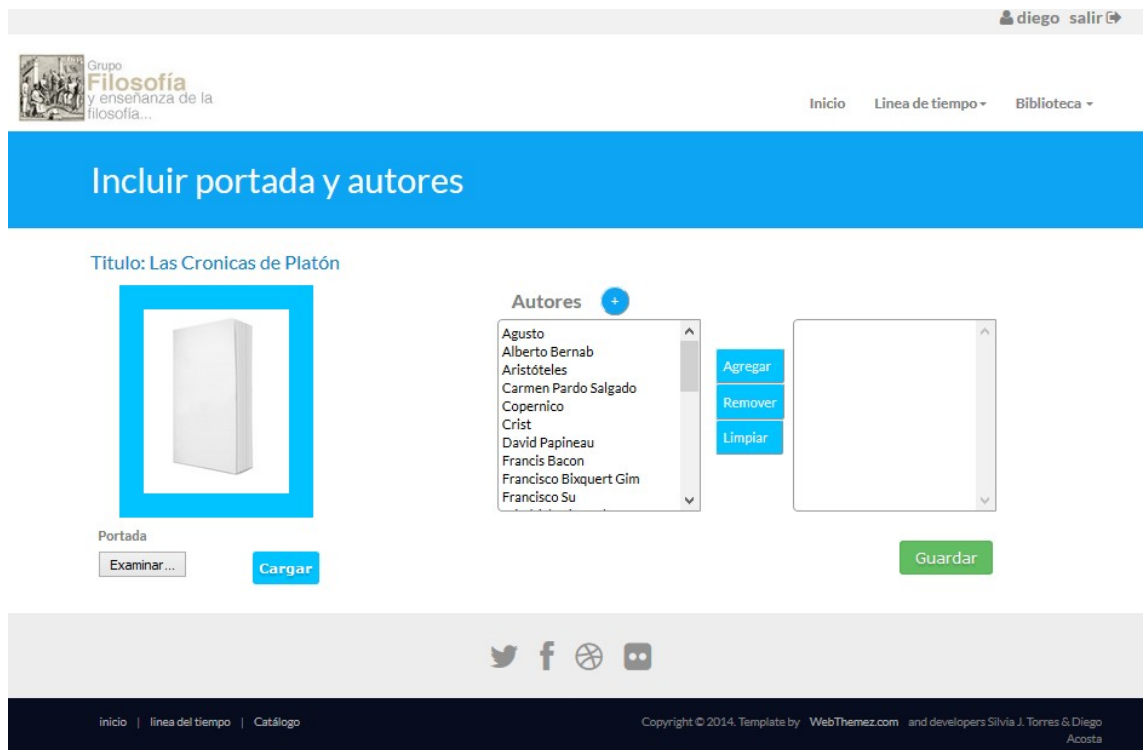 diego salir
Grupo
Filosofía
y enseñanza de la
filosofía...
Inicio Linea de tiempo Biblioteca
Incluir portada y autores
Titulo: Las Cronicas de Platón
Autores +
Agusto
Alberto Bernab
Aristóteles
Carmen Pardo Salgado
Copernico
Crist
David Papineau
Francis Bacon
Francisco Bixquert Gim
Francisco Su
Agregar
Remover
Limpiar
Portada
Examinar...
Cargar
Guardar
inicio | linea del tiempo | Catálogo
Copyright © 2014. Template by WebThemez.com and developers Silvia J. Torres & Diego
Acosta